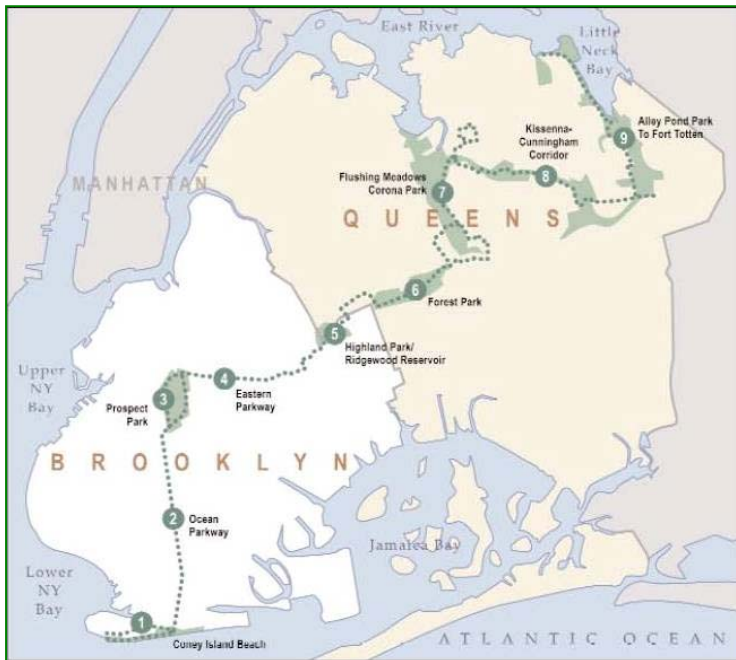 East River
Little
Neck
Bay
Alley Pond Park
To Fort Totten
9
Kissenna-
Cunningham
Corridor
8
MANHATTAN
Flushing Meadows
Corona Park
7
QUEENS
6
Forest Park
5
Highland Park/
Ridgewood Reservoir
Upper
NY
Bay
4
Eastern
Parkway
3
Prospect
Park
BROOKLYN
2
Ocean
Parkway
Jamaica Bay
Lower
NY
Bay
1
Coney Island Beach
ATLANTIC OCEAN